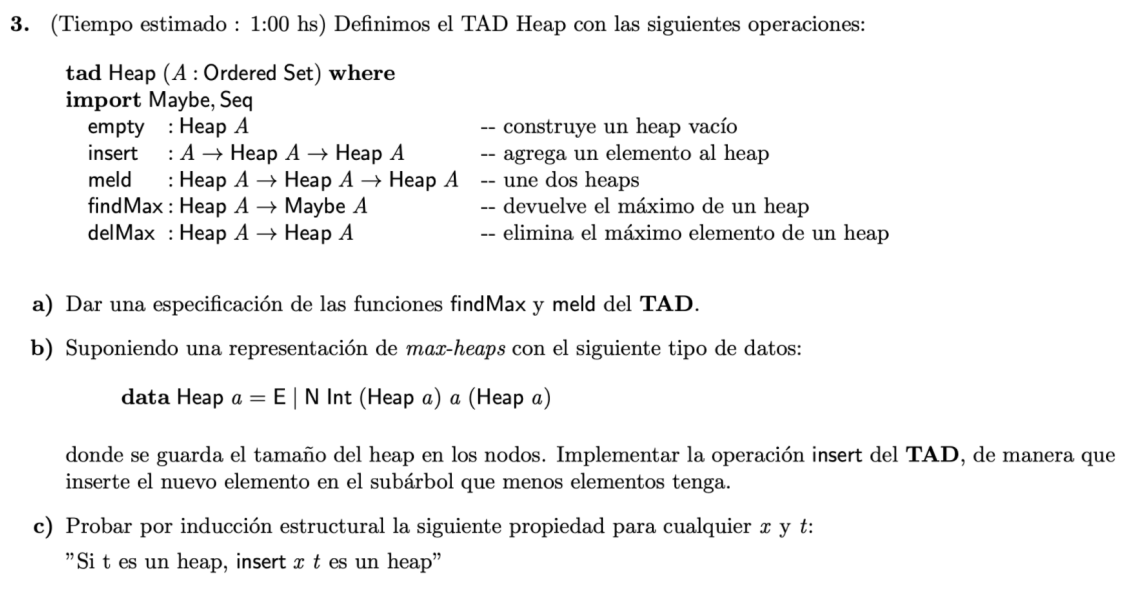 3. (Tiempo estimado : 1:00 hs) Definimos el TAD Heap con las siguientes operaciones:
tad Heap (A : Ordered Set) where
import Maybe, Seq
empty : Heap A -- construye un heap vacío
insert : A → Heap A → Heap A -- agrega un elemento al heap
meld : Heap A → Heap A → Heap A -- une dos heaps
findMax : Heap A → Maybe A -- devuelve el máximo de un heap
delMax : Heap A → Heap A -- elimina el máximo elemento de un heap
a) Dar una especificación de las funciones findMax y meld del TAD.
b) Suponiendo una representación de max-heaps con el siguiente tipo de datos:
data Heap a = E | N Int (Heap a) a (Heap a)
donde se guarda el tamaño del heap en los nodos. Implementar la operación insert del TAD, de manera que
inserte el nuevo elemento en el subárbol que menos elementos tenga.
c) Probar por inducción estructural la siguiente propiedad para cualquier x y t:
"Si t es un heap, insert x t es un heap"